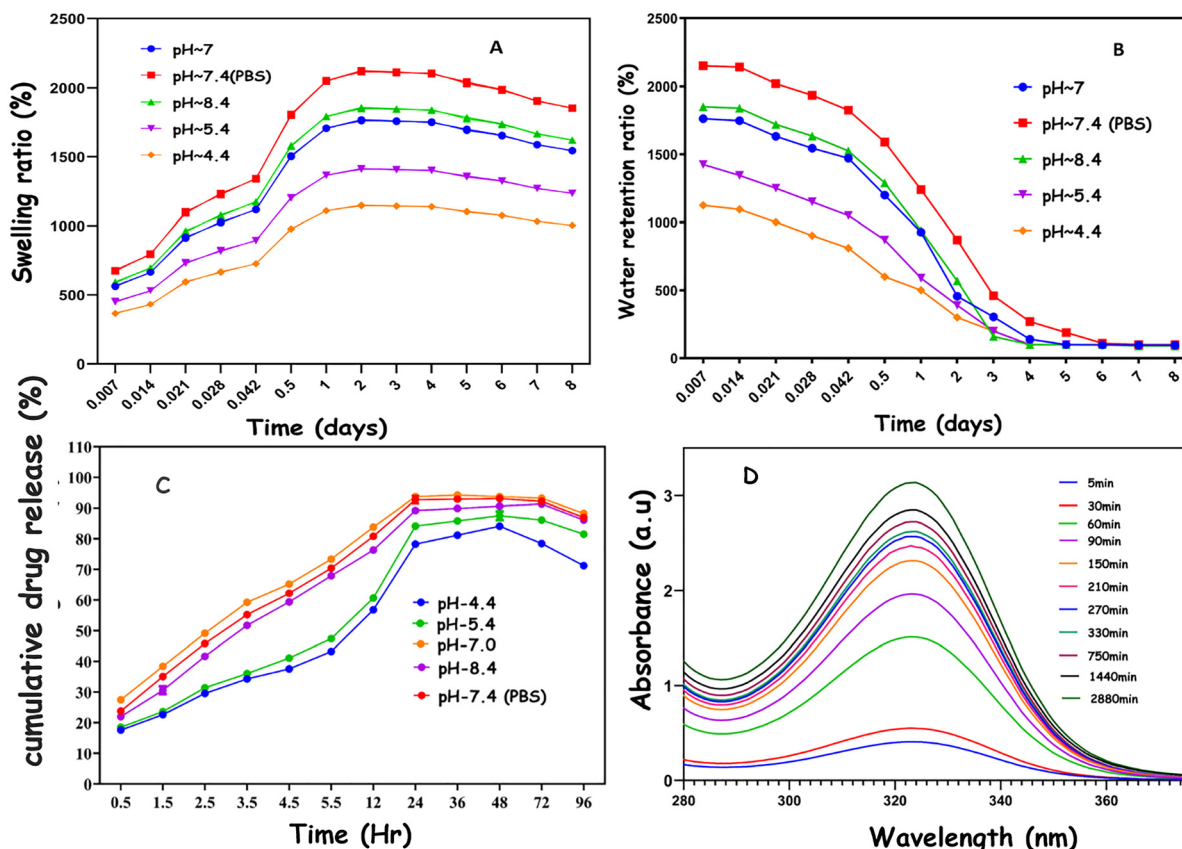 A
Swelling ratio (%)
2500
2000
1500
1000
500
0
pH~7
pH~7.4(PBS)
pH~8.4
pH~5.4
pH~4.4
0.007 0.014 0.021 0.028 0.042 0.5 1 2 3 4 5 6 7 8
Time (days)
B
Water retention ratio (%)
2500
2000
1500
1000
500
0
pH~7
pH~7.4 (PBS)
pH~8.4
pH~5.4
pH~4.4
0.007 0.014 0.021 0.028 0.042 0.5 1 2 3 4 5 6 7 8
Time (days)
C
cumulative drug release (%)
110
100
90
80
70
60
50
40
30
20
10
0
pH-4.4
pH-5.4
pH-7.0
pH-8.4
pH-7.4 (PBS)
0.5 1.5 2.5 3.5 4.5 5.5 12 24 36 48 72 96
Time (Hr)
D
Absorbance (a.u)
3
2
1
0
5min
30min
60min
90min
150min
210min
270min
330min
750min
1440min
2880min
280 300 320 340 360
Wavelength (nm)